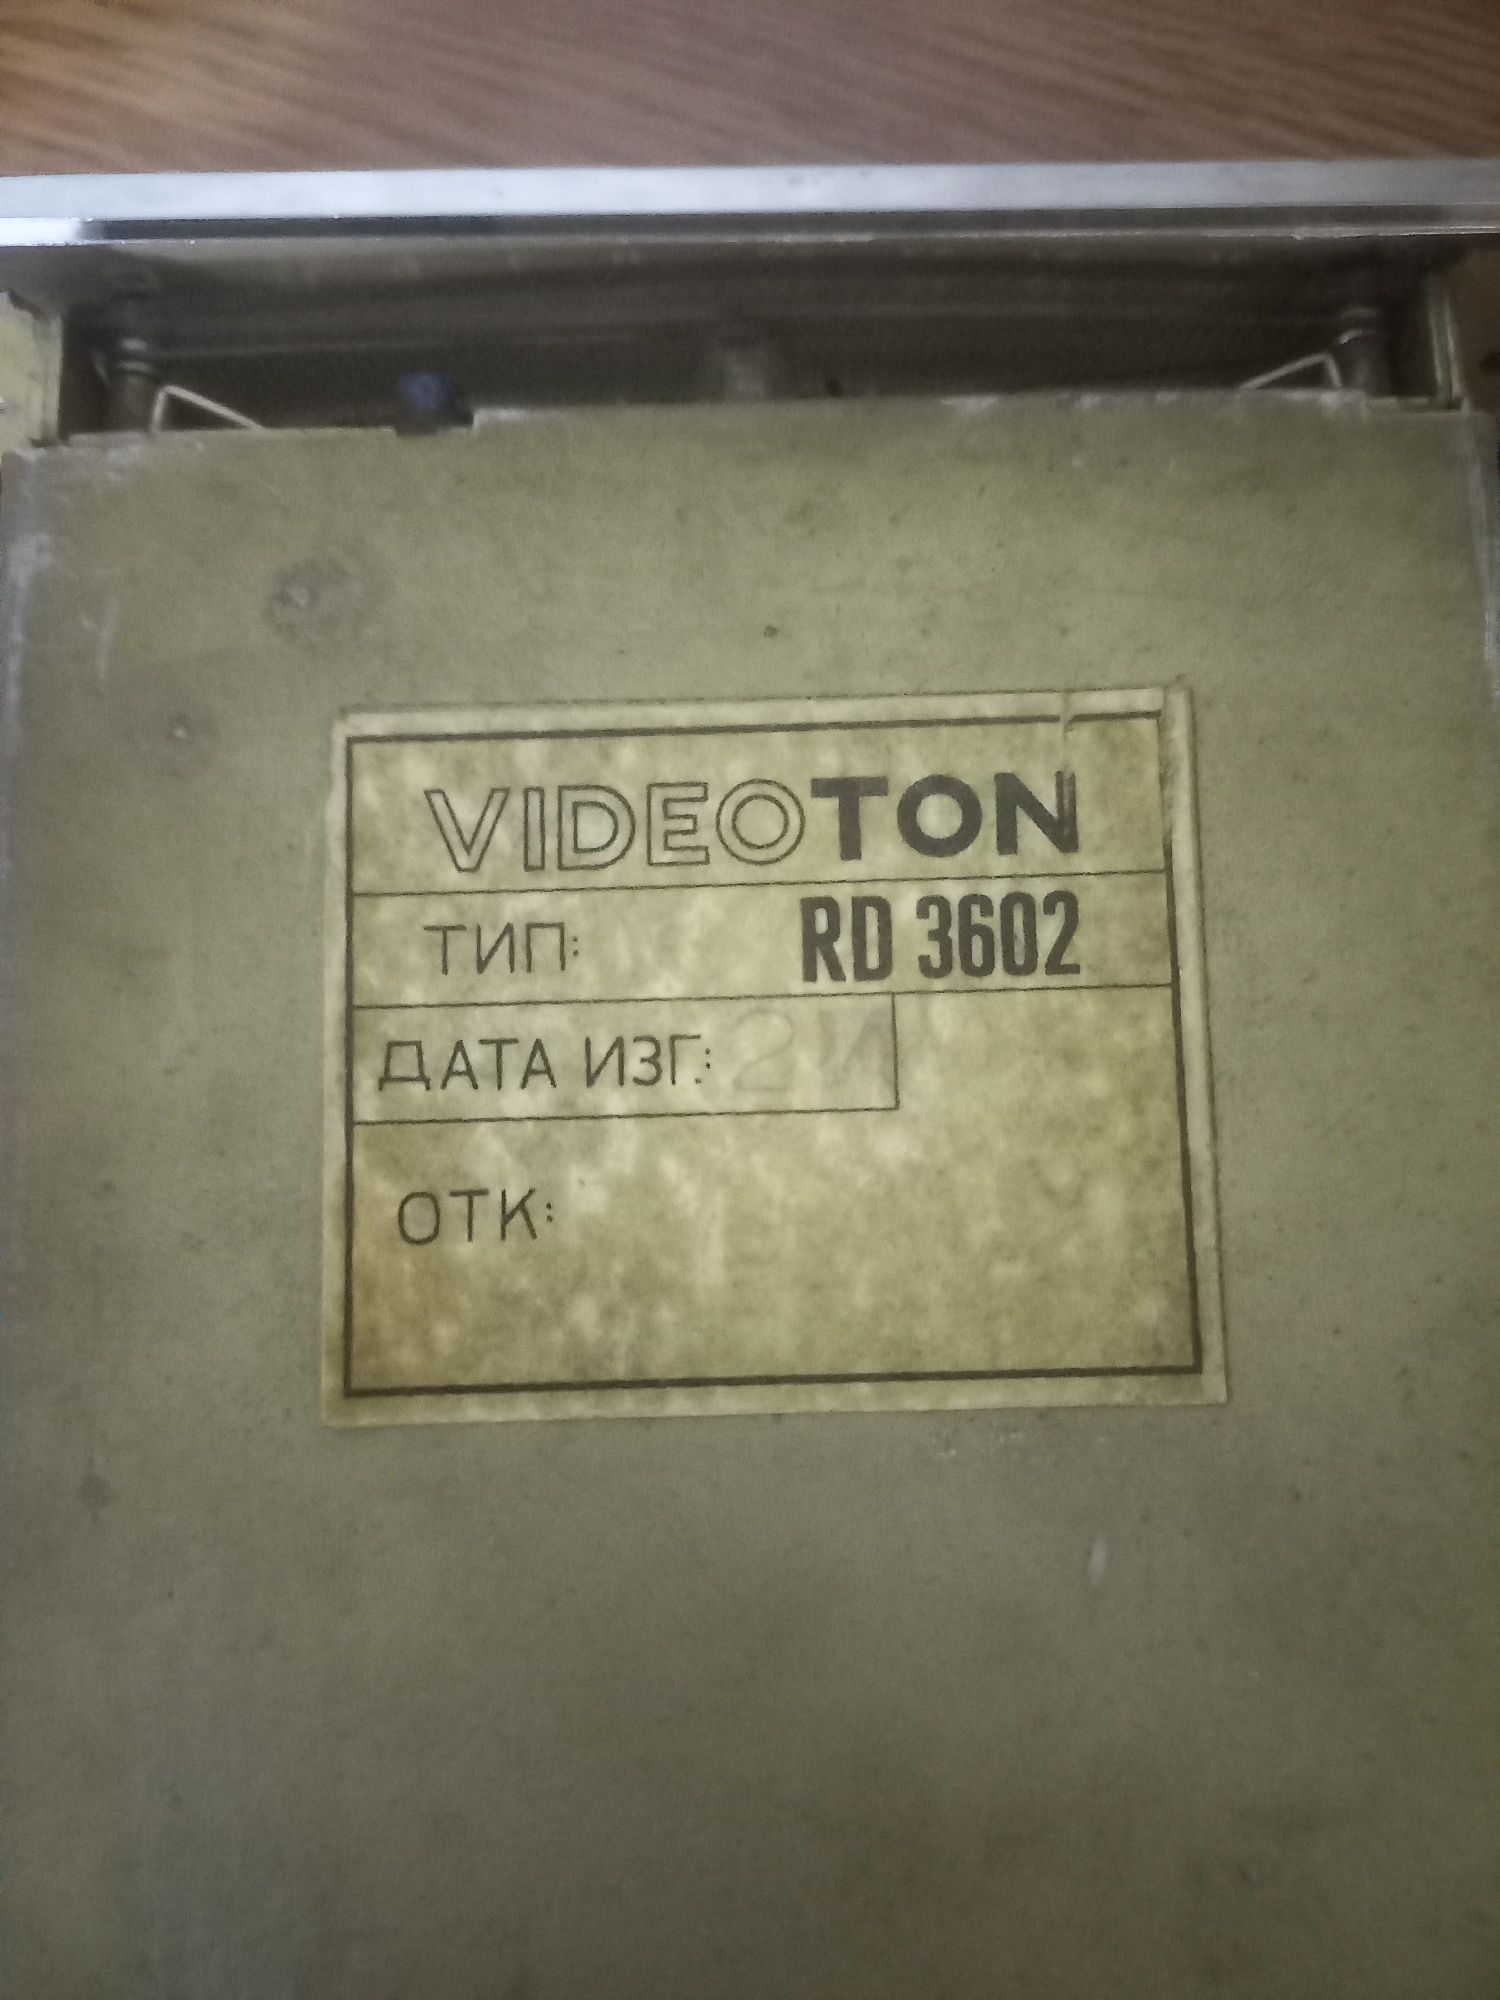 VIDEOTON
ТИП: RD 3602
ДАТА ИЗГ.:
ОТК: